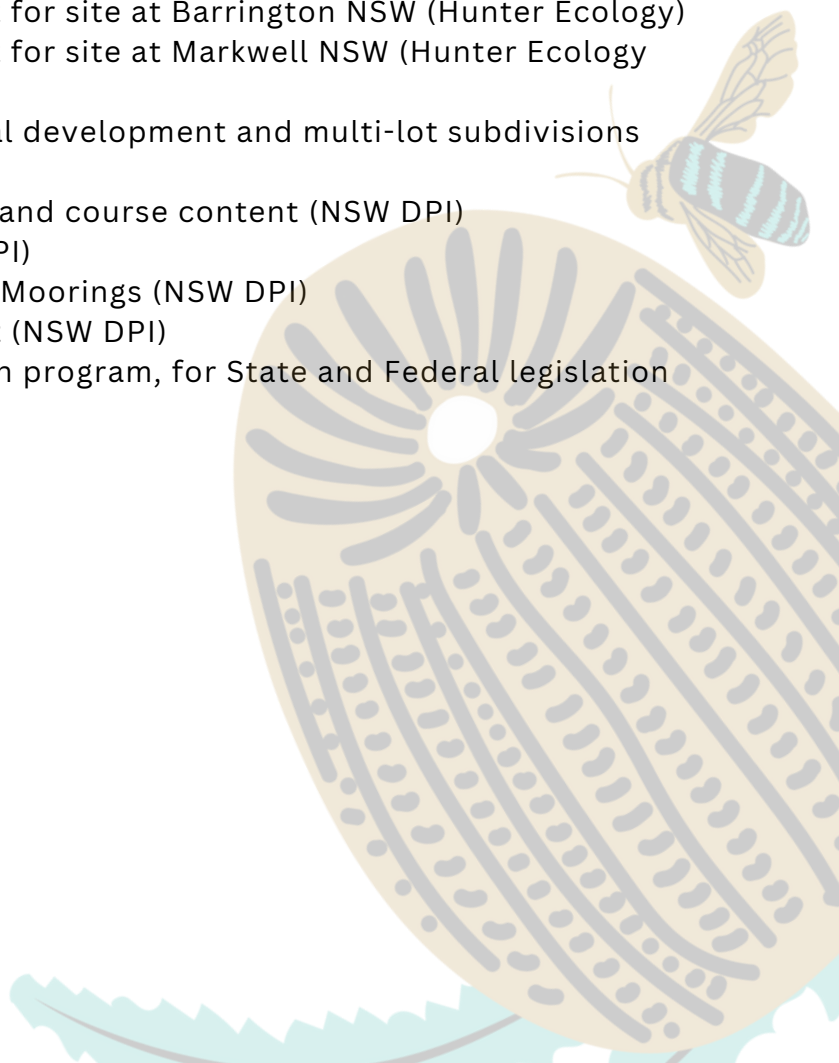 for site at Barrington NSW (Hunter Ecology)
for site at Markwell NSW (Hunter Ecology
development and multi-lot subdivisions
and course content (NSW DPI)
Moorings (NSW DPI)
(NSW DPI)
program, for State and Federal legislation